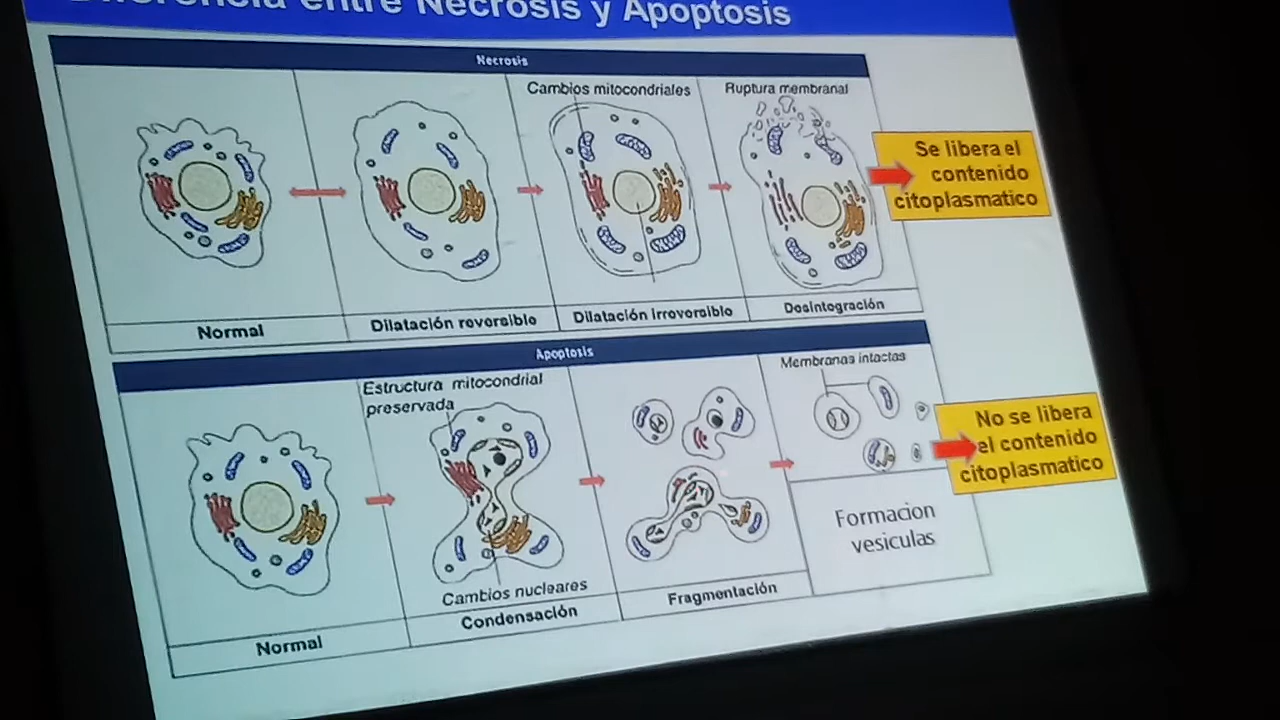 entre Necrosis y Apoptosis
Necrosis
Cambios mitocondriales
Ruptura membranal
Se libera el
contenido
citoplasmatico
Normal
Dilatación reversible
Dilatación irreversible
Desintegración
Apoptosis
Estructura mitocondrial
preservada
Membranas intactas
No se libera
el contenido
citoplasmatico
Formacion
vesiculas
Cambios nucleares
Normal
Condensación
Fragmentación